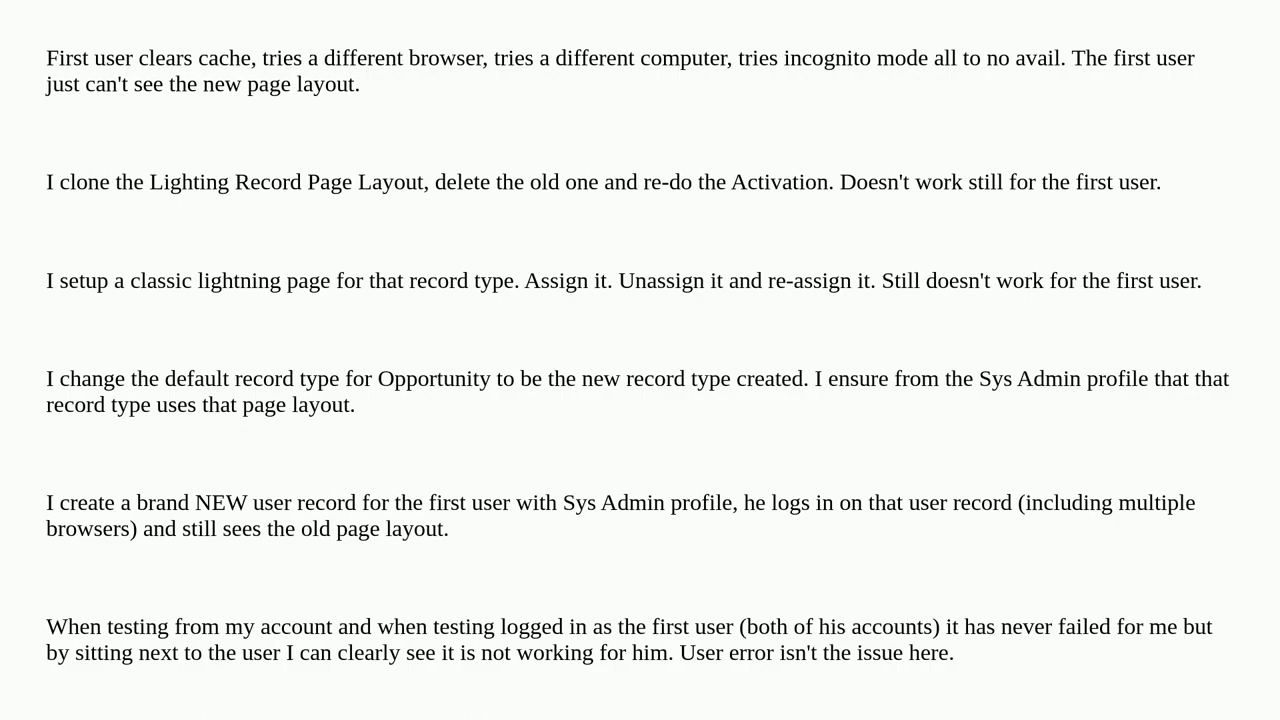 First user clears cache, tries a different browser, tries a different computer, tries incognito mode all to no avail. The first user
just can't see the new page layout.
I clone the Lighting Record Page Layout, delete the old one and re-do the Activation. Doesn't work still for the first user.
I setup a classic lightning page for that record type. Assign it. Unassign it and re-assign it. Still doesn't work for the first user.
I change the default record type for Opportunity to be the new record type created. I ensure from the Sys Admin profile that that
record type uses that page layout.
I create a brand NEW user record for the first user with Sys Admin profile, he logs in on that user record (including multiple
browsers) and still sees the old page layout.
When testing from my account and when testing logged in as the first user (both of his accounts) it has never failed for me but
by sitting next to the user I can clearly see it is not working for him. User error isn't the issue here.